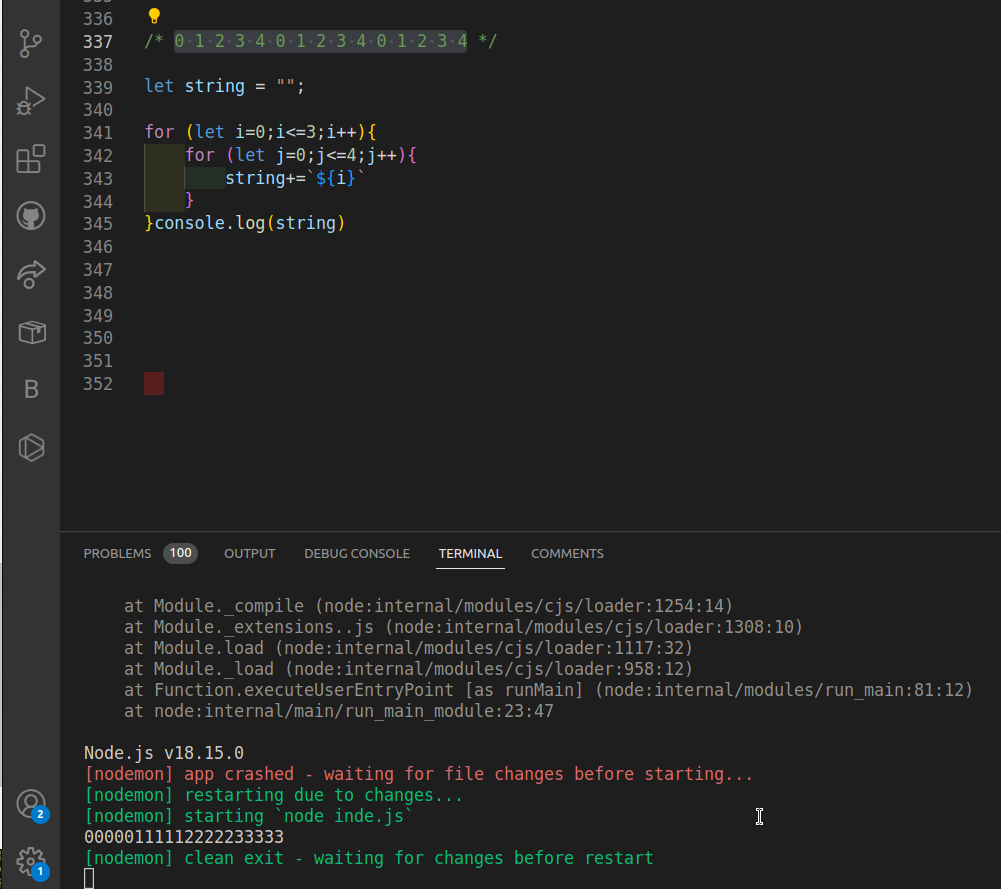 336
337 /* 0·1·2·3·4·0·1·2·3·4·0·1·2·3·4 */
338
339 let string = "";
340
341 for (let i=0;i<=3;i++){
342     for (let j=0;j<=4;j++){
343         string+=`${i}`
344     }
345 }console.log(string)
346
347
348
349
350
351
352
B
PROBLEMS 100 OUTPUT DEBUG CONSOLE TERMINAL COMMENTS
    at Module._compile (node:internal/modules/cjs/loader:1254:14)
    at Module._extensions..js (node:internal/modules/cjs/loader:1308:10)
    at Module.load (node:internal/modules/cjs/loader:1117:32)
    at Module._load (node:internal/modules/cjs/loader:958:12)
    at Function.executeUserEntryPoint [as runMain] (node:internal/modules/run_main:81:12)
    at node:internal/main/run_main_module:23:47
Node.js v18.15.0
[nodemon] app crashed - waiting for file changes before starting...
[nodemon] restarting due to changes...
[nodemon] starting `node inde.js`
00000111112222233333
[nodemon] clean exit - waiting for changes before restart
2
1